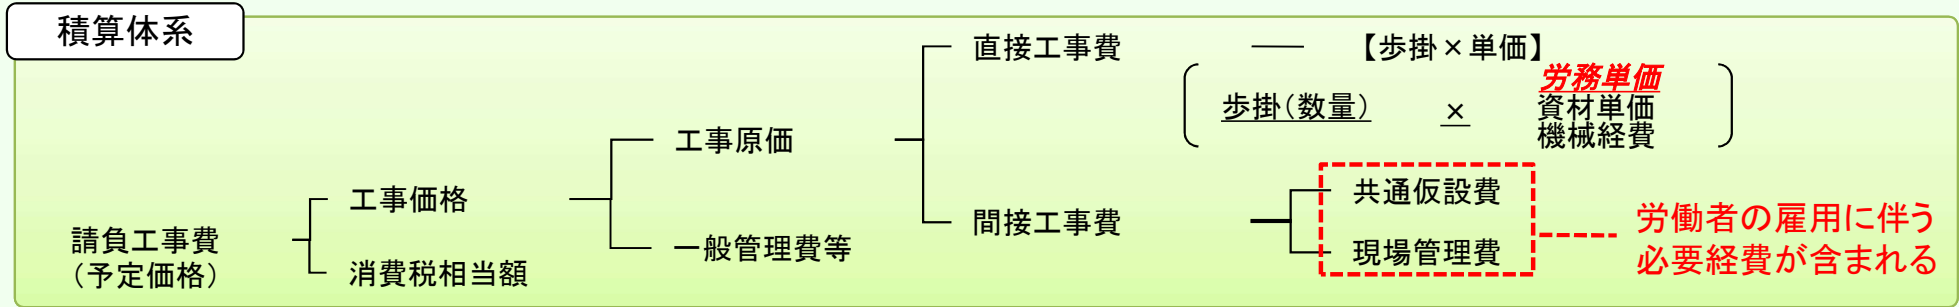 積算体系
直接工事費
【歩掛×単価】
労務単価
歩掛(数量) × 資材単価
機械経費
工事原価
共通仮設費
工事価格
間接工事費
労働者の雇用に伴う
請負工事費
(予定価格)
一般管理費等
現場管理費
必要経費が含まれる
消費税相当額